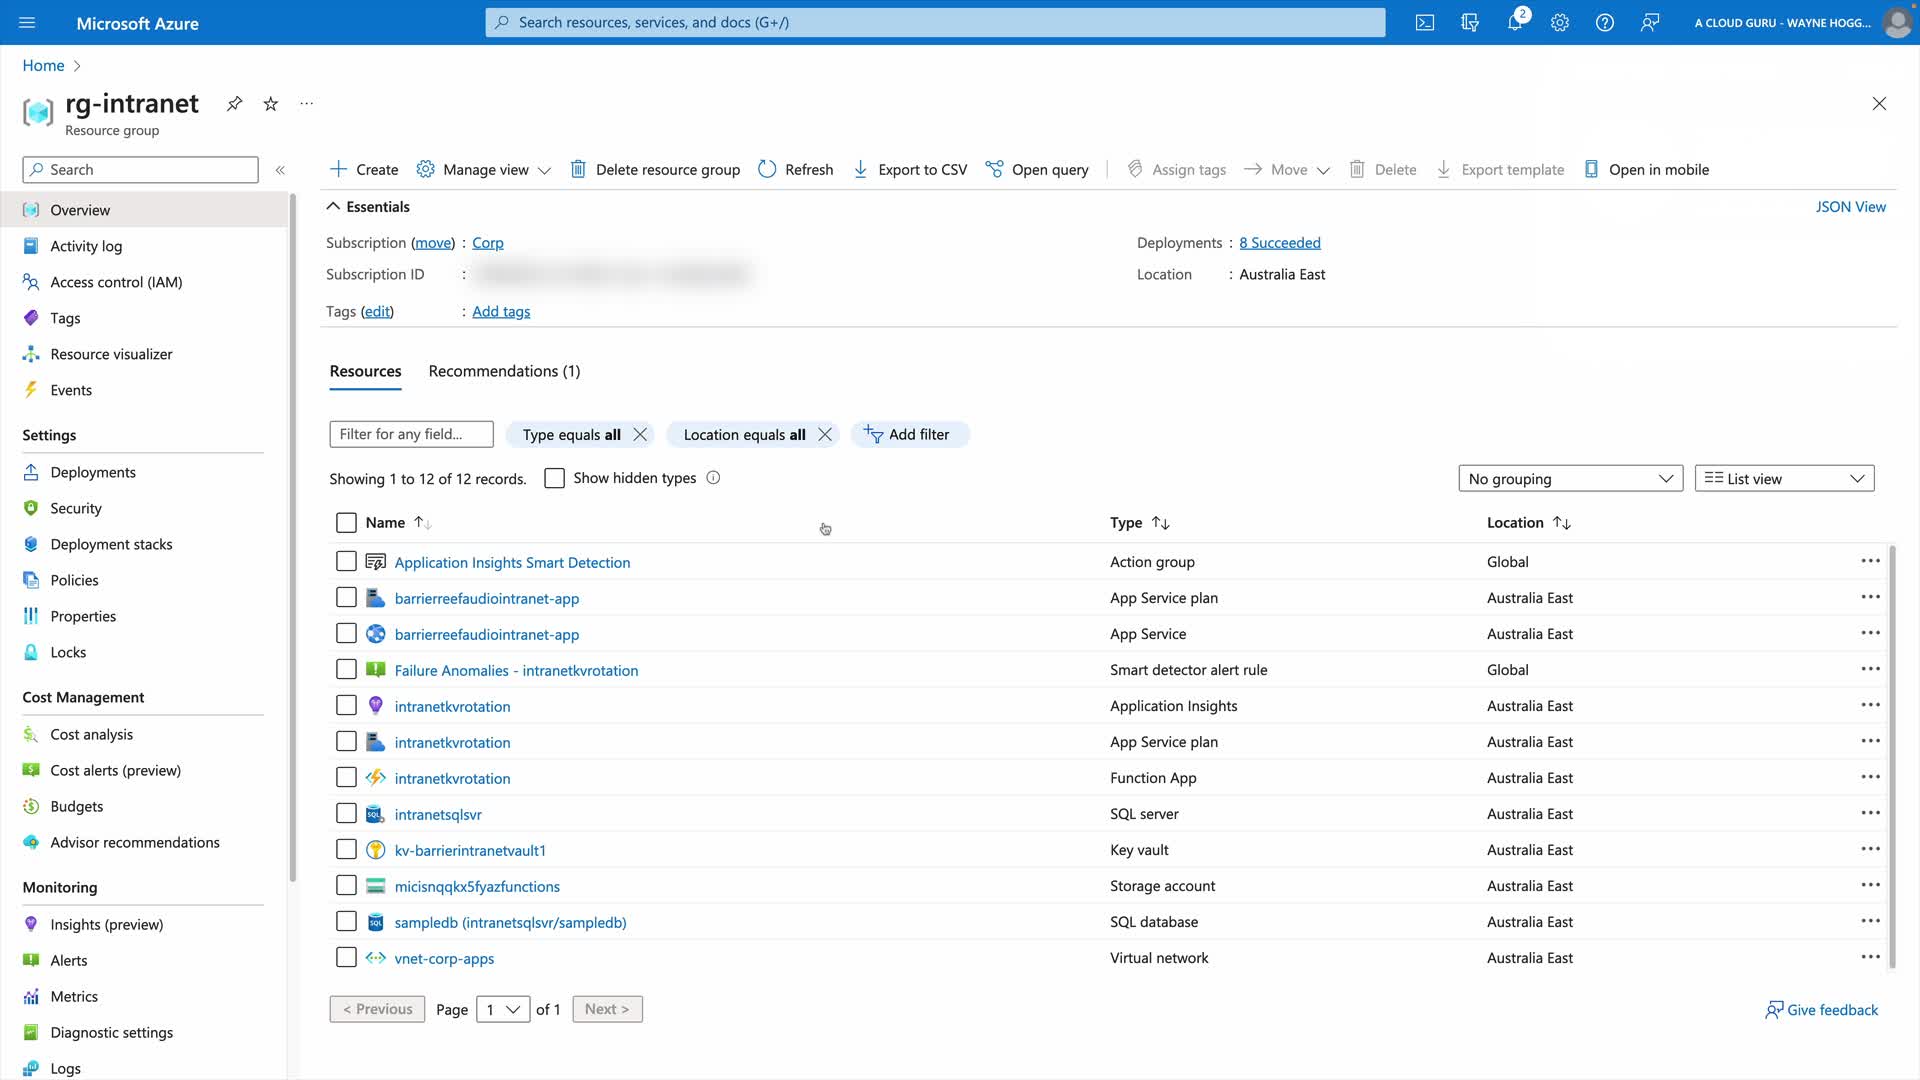 Microsoft Azure
Search resources, services, and docs (G+/)
2
A CLOUD GURU - WAYNE HOGG...
Home
rg-intranet
Resource group
Search
Create
Manage view
Delete resource group
Refresh
Export to CSV
Open query
Assign tags
Move
Delete
Export template
Open in mobile
Overview
Activity log
Access control (IAM)
Tags
Resource visualizer
Events
Settings
Deployments
Security
Deployment stacks
Policies
Properties
Locks
Cost Management
Cost analysis
Cost alerts (preview)
Budgets
Advisor recommendations
Monitoring
Insights (preview)
Alerts
Metrics
Diagnostic settings
Logs
Essentials
JSON View
Subscription (move) : Corp
Deployments : 8 Succeeded
Subscription ID :
Location : Australia East
Tags (edit) : Add tags
Resources
Recommendations (1)
Filter for any field...
Type equals all
Location equals all
Add filter
Showing 1 to 12 of 12 records.
Show hidden types
No grouping
List view
Name Type Location
Application Insights Smart Detection Action group Global
barrierreefaudiointranet-app App Service plan Australia East
barrierreefaudiointranet-app App Service Australia East
Failure Anomalies - intranetkvrotation Smart detector alert rule Global
intranetkvrotation Application Insights Australia East
intranetkvrotation App Service plan Australia East
intranetkvrotation Function App Australia East
intranetsqlsvr SQL server Australia East
kv-barrierintranetvault1 Key vault Australia East
micisnqqkx5fyazfunctions Storage account Australia East
sampledb (intranetsqlsvr/sampledb) SQL database Australia East
vnet-corp-apps Virtual network Australia East
< Previous Page 1 of 1 Next >
Give feedback